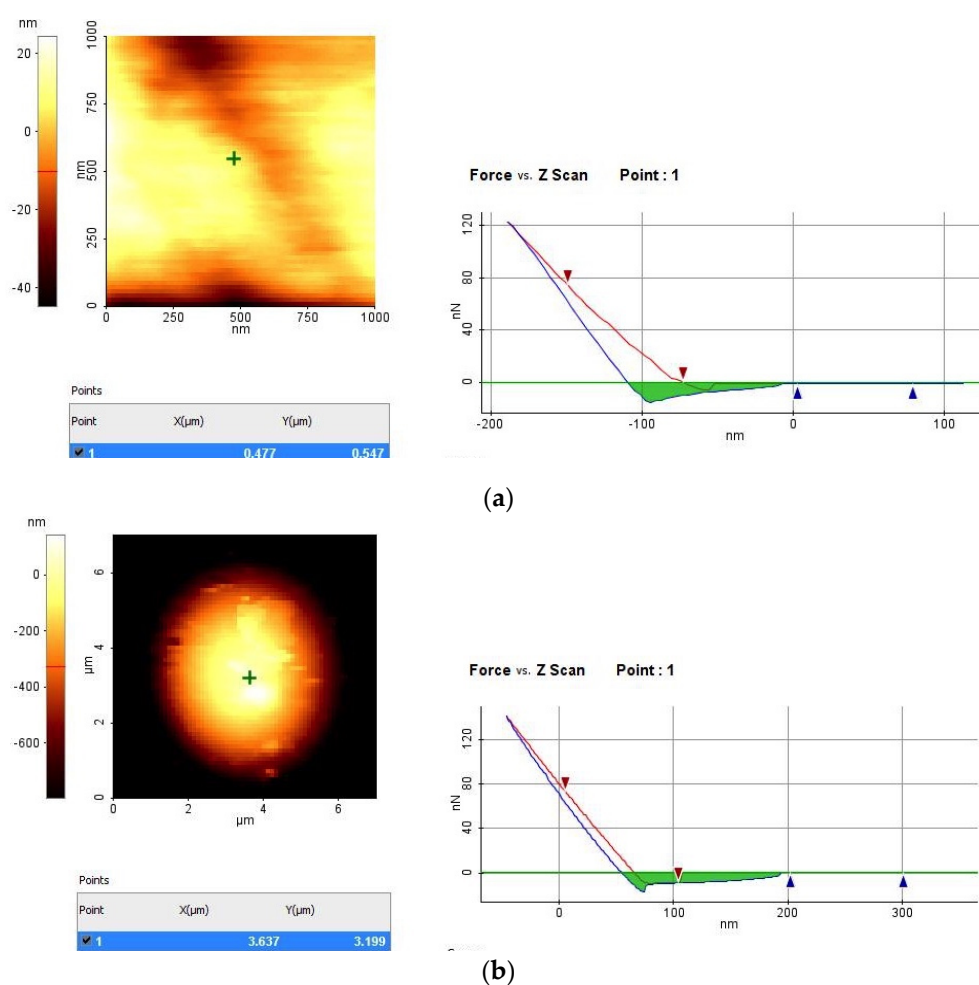 nm
20
0
-20
-40
1000
750
nm
500
250
0
0 250 500 750 1000
nm
Points
Point X(µm) Y(µm)
1 0.477 0.547
Force vs. Z Scan Point : 1
120
80
nN
40
0
-200 -100 0 100
nm
(a)
nm
0
-200
-400
-600
6
4
µm
2
0
0 2 4 6
µm
Points
Point X(µm) Y(µm)
1 3.637 3.199
Force vs. Z Scan Point : 1
120
80
nN
40
0
0 100 200 300
nm
(b)